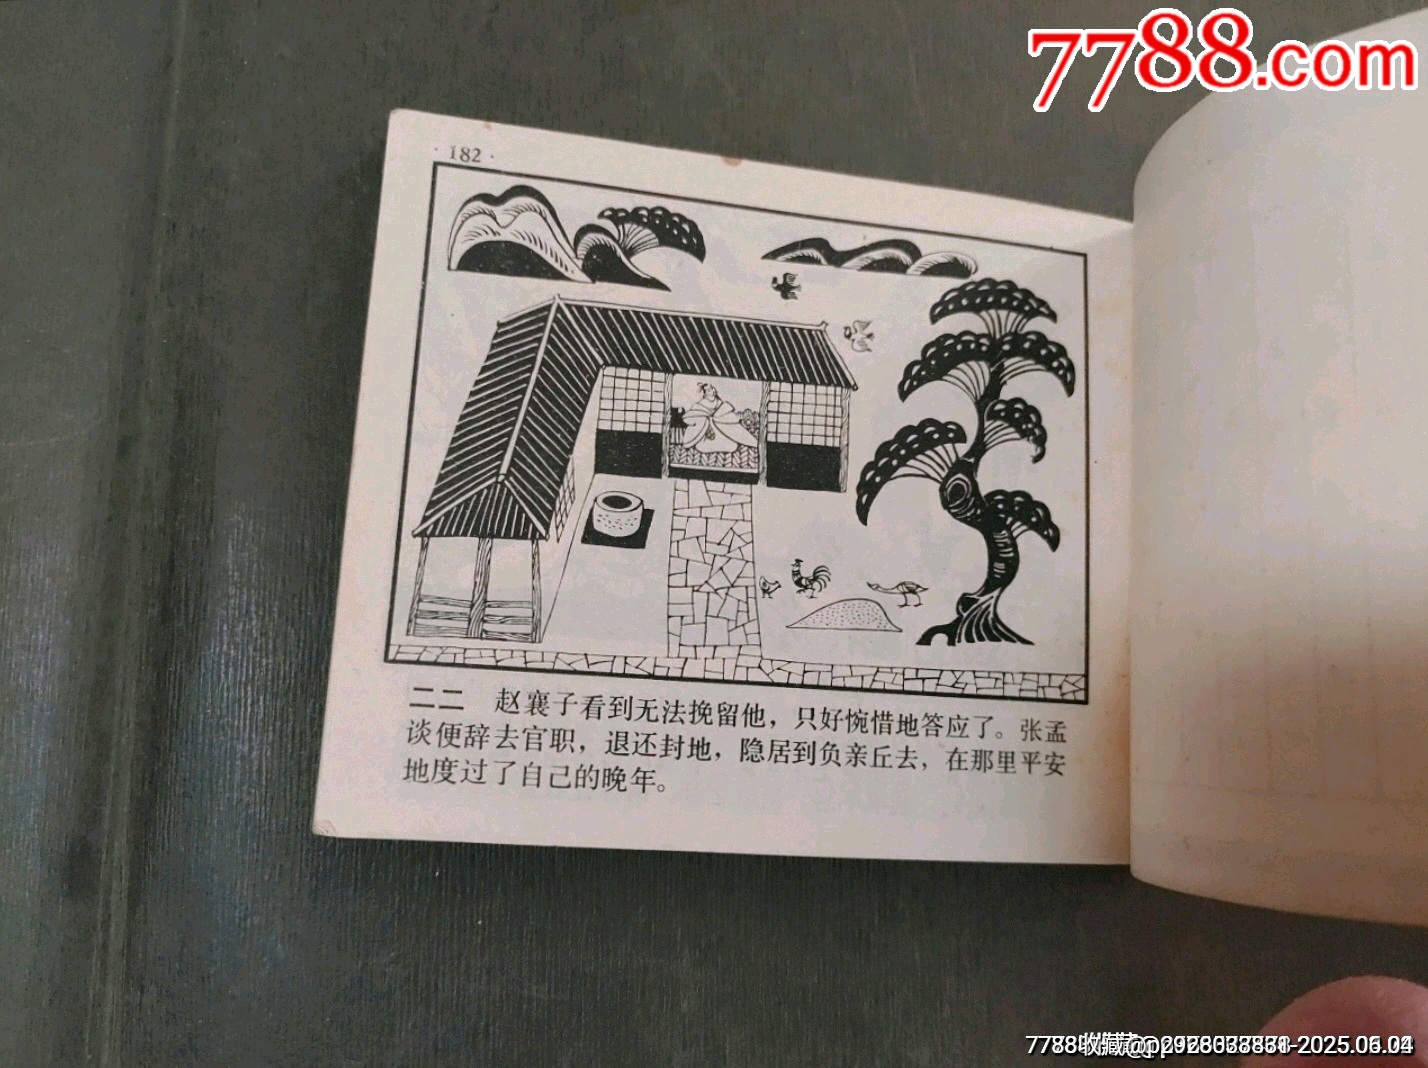 7788.com
·182·
二二 赵襄子看到无法挽留他，只好惋惜地答应了。张孟
谈便辞去官职，退还封地，隐居到负亲丘去，在那里平安
地度过了自己的晚年。